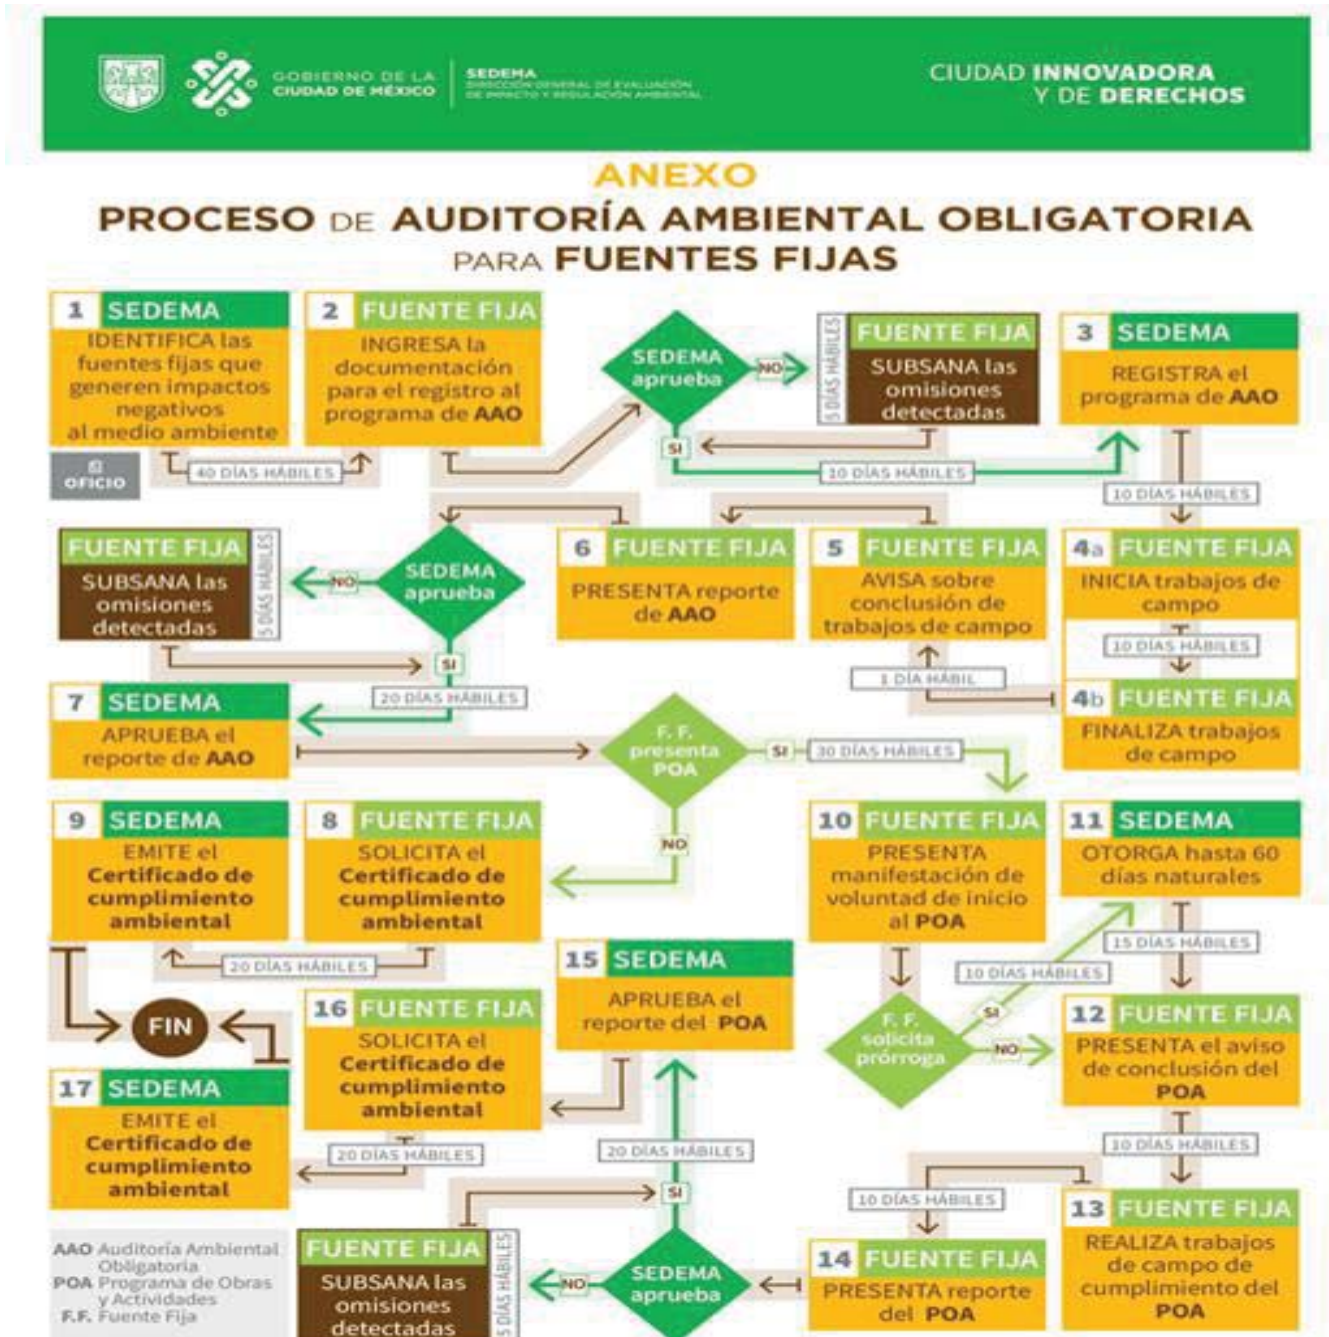 GOBIERNO DE LA
CIUDAD DE MÉXICO
SEDEMA
DIRECCIÓN GENERAL DE EVALUACIÓN
DE IMPACTO Y REGULACIÓN AMBIENTAL
CIUDAD INNOVADORA
Y DE DERECHOS
ANEXO
PROCESO DE AUDITORÍA AMBIENTAL OBLIGATORIA
PARA FUENTES FIJAS
1 SEDEMA
IDENTIFICA las
fuentes fijas que
generen impactos
negativos
al medio ambiente
OFICIO
40 DÍAS HÁBILES
2 FUENTE FIJA
INGRESA la
documentación
para el registro al
programa de AAO
SEDEMA
aprueba
NO
5 DÍAS HÁBILES
FUENTE FIJA
SUBSANA las
omisiones
detectadas
SI
10 DÍAS HÁBILES
3 SEDEMA
REGISTRA el
programa de AAO
10 DÍAS HÁBILES
4a FUENTE FIJA
INICIA trabajos de
campo
10 DÍAS HÁBILES
4b FUENTE FIJA
FINALIZA trabajos
de campo
1 DÍA HÁBIL
5 FUENTE FIJA
AVISA sobre
conclusión de
trabajos de campo
6 FUENTE FIJA
PRESENTA reporte
de AAO
SEDEMA
aprueba
NO
5 DÍAS HÁBILES
FUENTE FIJA
SUBSANA las
omisiones
detectadas
SI
20 DÍAS HÁBILES
7 SEDEMA
APRUEBA el
reporte de AAO
F. F.
presenta
POA
SI
30 DÍAS HÁBILES
NO
8 FUENTE FIJA
SOLICITA el
Certificado de
cumplimiento
ambiental
20 DÍAS HÁBILES
9 SEDEMA
EMITE el
Certificado de
cumplimiento
ambiental
FIN
10 FUENTE FIJA
PRESENTA
manifestación de
voluntad de inicio
al POA
F. F.
solicita
prórroga
SI
10 DÍAS HÁBILES
NO
11 SEDEMA
OTORGA hasta 60
días naturales
15 DÍAS HÁBILES
12 FUENTE FIJA
PRESENTA el aviso
de conclusión del
POA
10 DÍAS HÁBILES
13 FUENTE FIJA
REALIZA trabajos
de campo de
cumplimiento del
POA
10 DÍAS HÁBILES
14 FUENTE FIJA
PRESENTA reporte
del POA
SEDEMA
aprueba
NO
5 DÍAS HÁBILES
FUENTE FIJA
SUBSANA las
omisiones
detectadas
SI
20 DÍAS HÁBILES
15 SEDEMA
APRUEBA el
reporte del POA
16 FUENTE FIJA
SOLICITA el
Certificado de
cumplimiento
ambiental
20 DÍAS HÁBILES
17 SEDEMA
EMITE el
Certificado de
cumplimiento
ambiental
AAO Auditoría Ambiental
Obligatoria
POA Programa de Obras
y Actividades
F.F. Fuente Fija